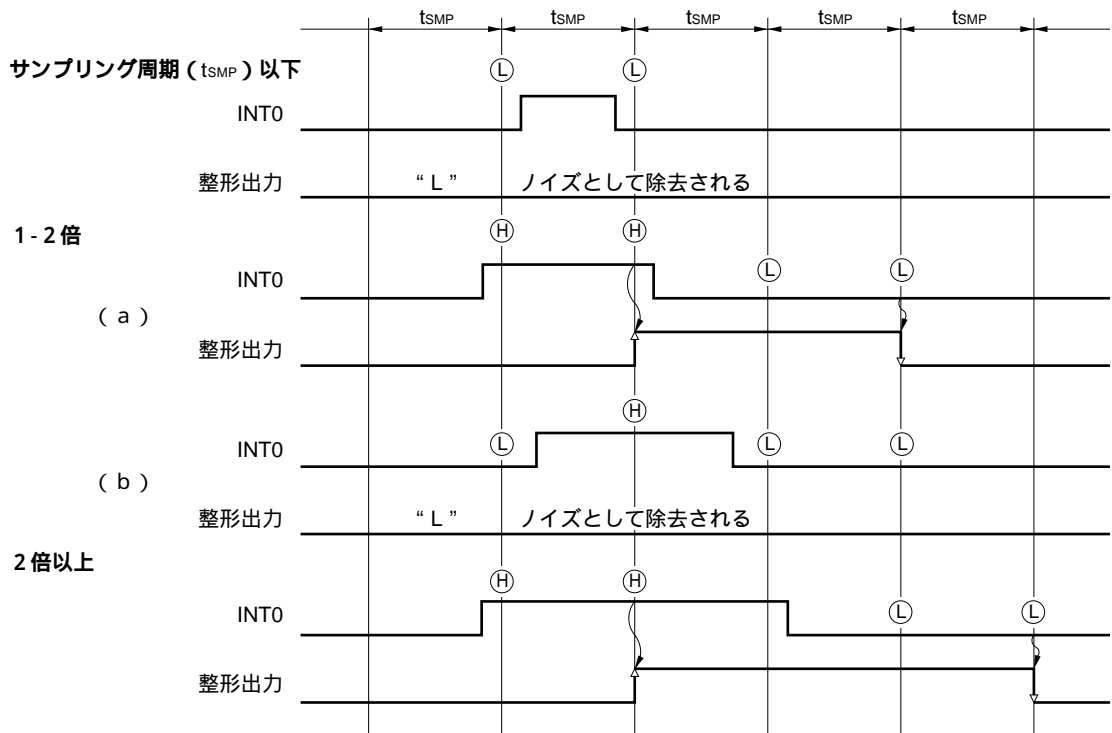 tSMP tSMP tSMP tSMP tSMP
サンプリング周期（tSMP）以下
L L
INT0
整形出力 “L” ノイズとして除去される
1-2倍
H H
INT0 L L
（a）
整形出力
H
INT0 L L L
（b）
整形出力 “L” ノイズとして除去される
2倍以上
H H
INT0 L L
整形出力